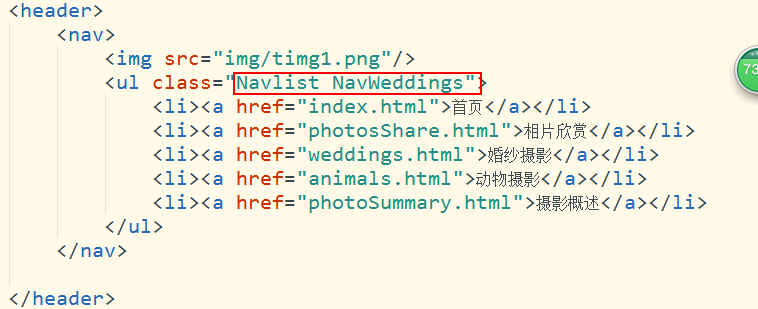 <header>
<nav>
<img src="img/timg1.png"/>
<ul class="Navlist NavWeddings">
<li><a href="index.html">首页</a></li>
<li><a href="photosShare.html">相片欣赏</a></li>
<li><a href="weddings.html">婚纱摄影</a></li>
<li><a href="animals.html">动物摄影</a></li>
<li><a href="photoSummary.html">摄影概述</a></li>
</ul>
</nav>
</header>
73